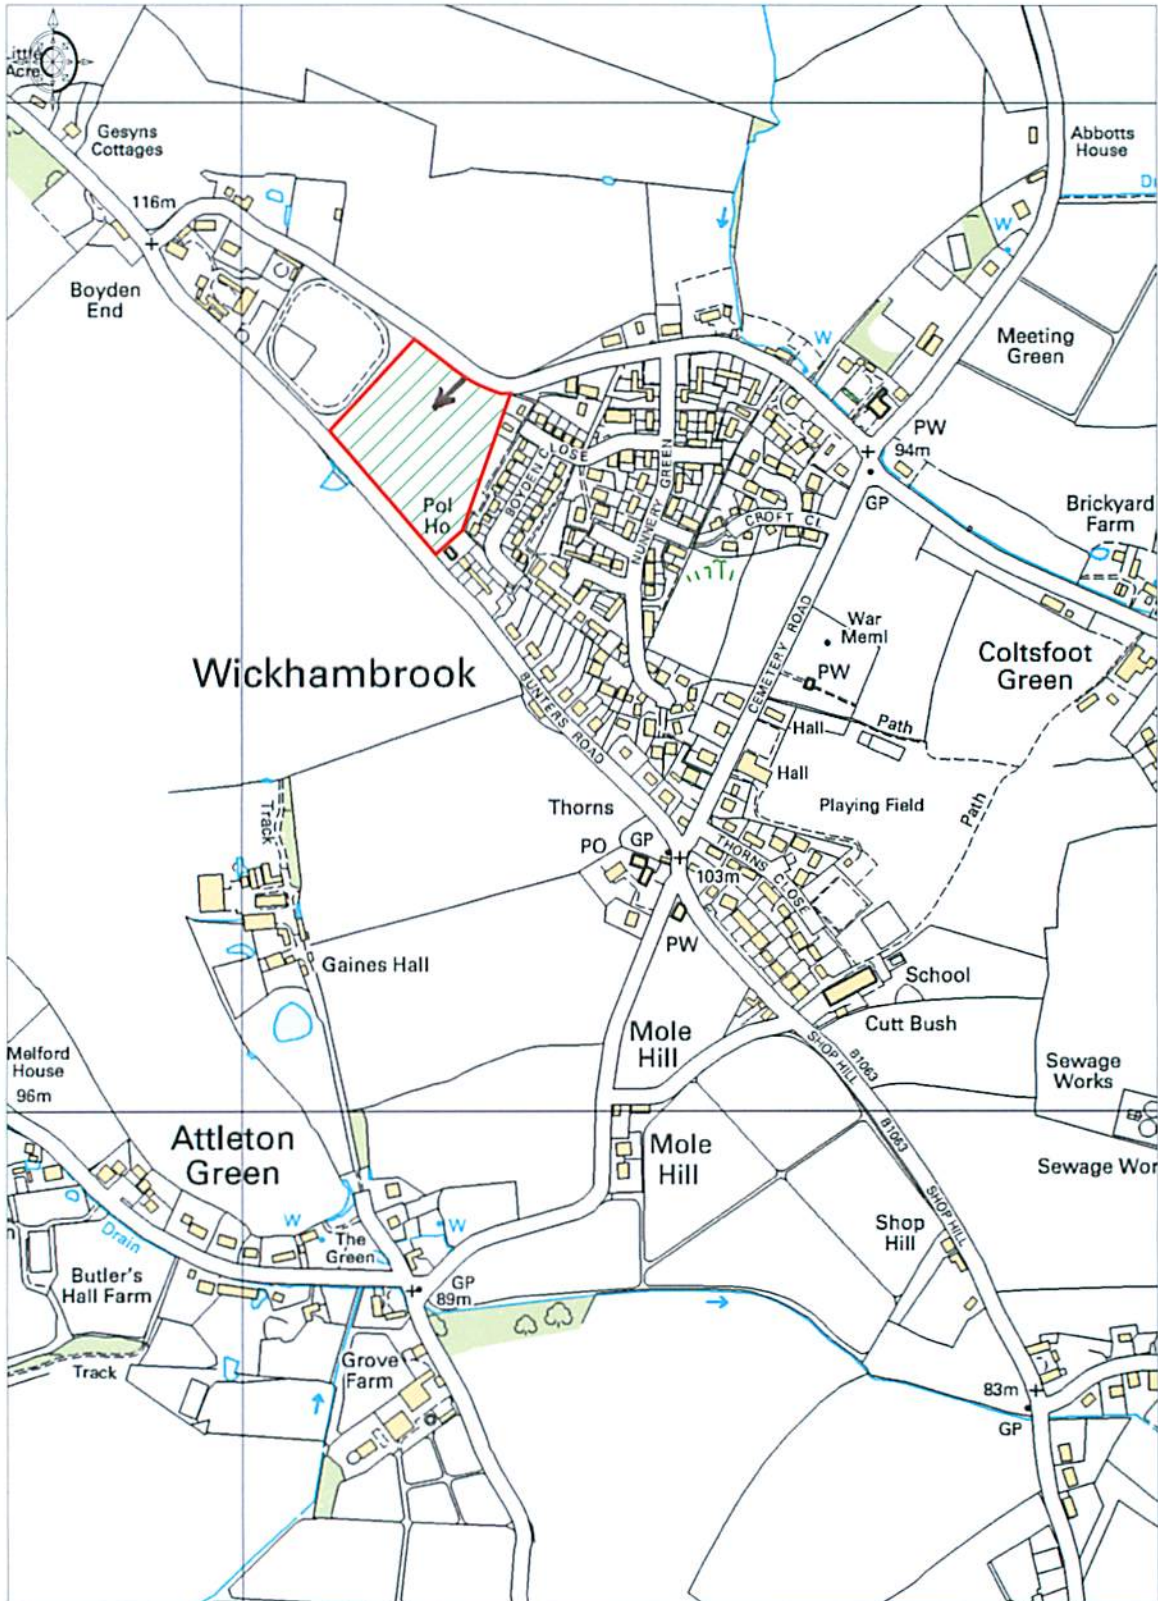 Little
Acre
Gesyns
Cottages
Abbotts
House
116m
W
Boyden
End
Meeting
Green
W
PW
94m
CLOSE
BOYDEN C
GREEN
NUNNERY
Pol
Ho
GP
CROFT Cl.
Brickyard
Farm
War
Meml
Coltsfoot
Green
Wickhambrook
PW
CEMETERY ROAD
BUNTERS ROAD
Path
Hall
Hall
Track
Thorns
Playing Field
Path
PO
GP
THORNS CLOSE
103m
PW
Gaines Hall
School
Cutt Bush
Mole
Hill
SHOP HILL
B1063
Melford
House
96m
Sewage
Works
B1063
Attleton
Green
Mole
Hill
Sewage Wor
SHOP HILL
W
W
Drain
The
Green
Shop
Hill
Butler's
Hall Farm
GP
89m
Grove
Farm
Track
83m
GP